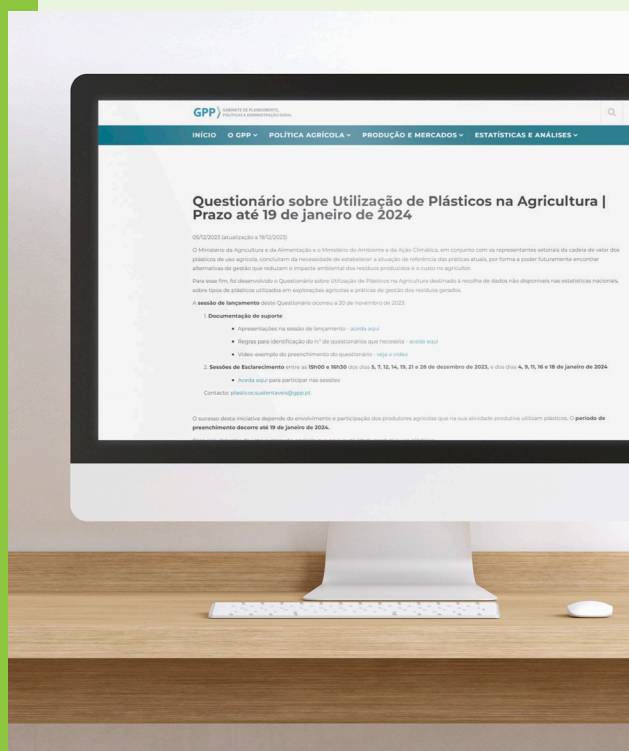 GPP GABINETE DE PLANEAMENTO,
POLÍTICAS E ADMINISTRAÇÃO GERAL
INÍCIO O GPP POLÍTICA AGRÍCOLA PRODUÇÃO E MERCADOS ESTATÍSTICAS E ANÁLISES
Questionário sobre Utilização de Plásticos na Agricultura |
Prazo até 19 de janeiro de 2024
05/12/2023 (atualização a 19/12/2023)
O Ministério da Agricultura e da Alimentação e o Ministério do Ambiente e da Ação Climática, em conjunto com os representantes setoriais da cadeia de valor dos
plásticos de uso agrícola, concluíram da necessidade de estabelecer a situação de referência das práticas atuais, por forma a poder futuramente encontrar
alternativas de gestão que reduzam o impacte ambiental dos resíduos produzidos e o custo no agricultor.
Para esse fim, foi desenvolvido o Questionário sobre Utilização de Plásticos na Agricultura destinado à recolha de dados não disponíveis nas estatísticas nacionais,
sobre tipos de plásticos utilizados em explorações agrícolas e práticas de gestão dos resíduos gerados.
A sessão de lançamento deste Questionário ocorreu a 20 de novembro de 2023.
1. Documentação de suporte
Apresentações na sessão de lançamento - aceda aqui
Regras para identificação do n.º de questionários que necessita - aceda aqui
Vídeo exemplo do preenchimento do questionário - veja o vídeo
2. Sessões de Esclarecimento entre as 15h00 e 16h30 dos dias 5, 7, 12, 14, 19, 21 e 28 de dezembro de 2023, e dos dias 4, 9, 11, 16 e 18 de janeiro de 2024
Aceda aqui para participar nas sessões
Contacto: plasticos.sustentaveis@gpp.pt
O sucesso desta iniciativa depende do envolvimento e participação dos produtores agrícolas que na sua atividade produtiva utilizam plásticos. O período de
preenchimento decorre até 19 de janeiro de 2024.